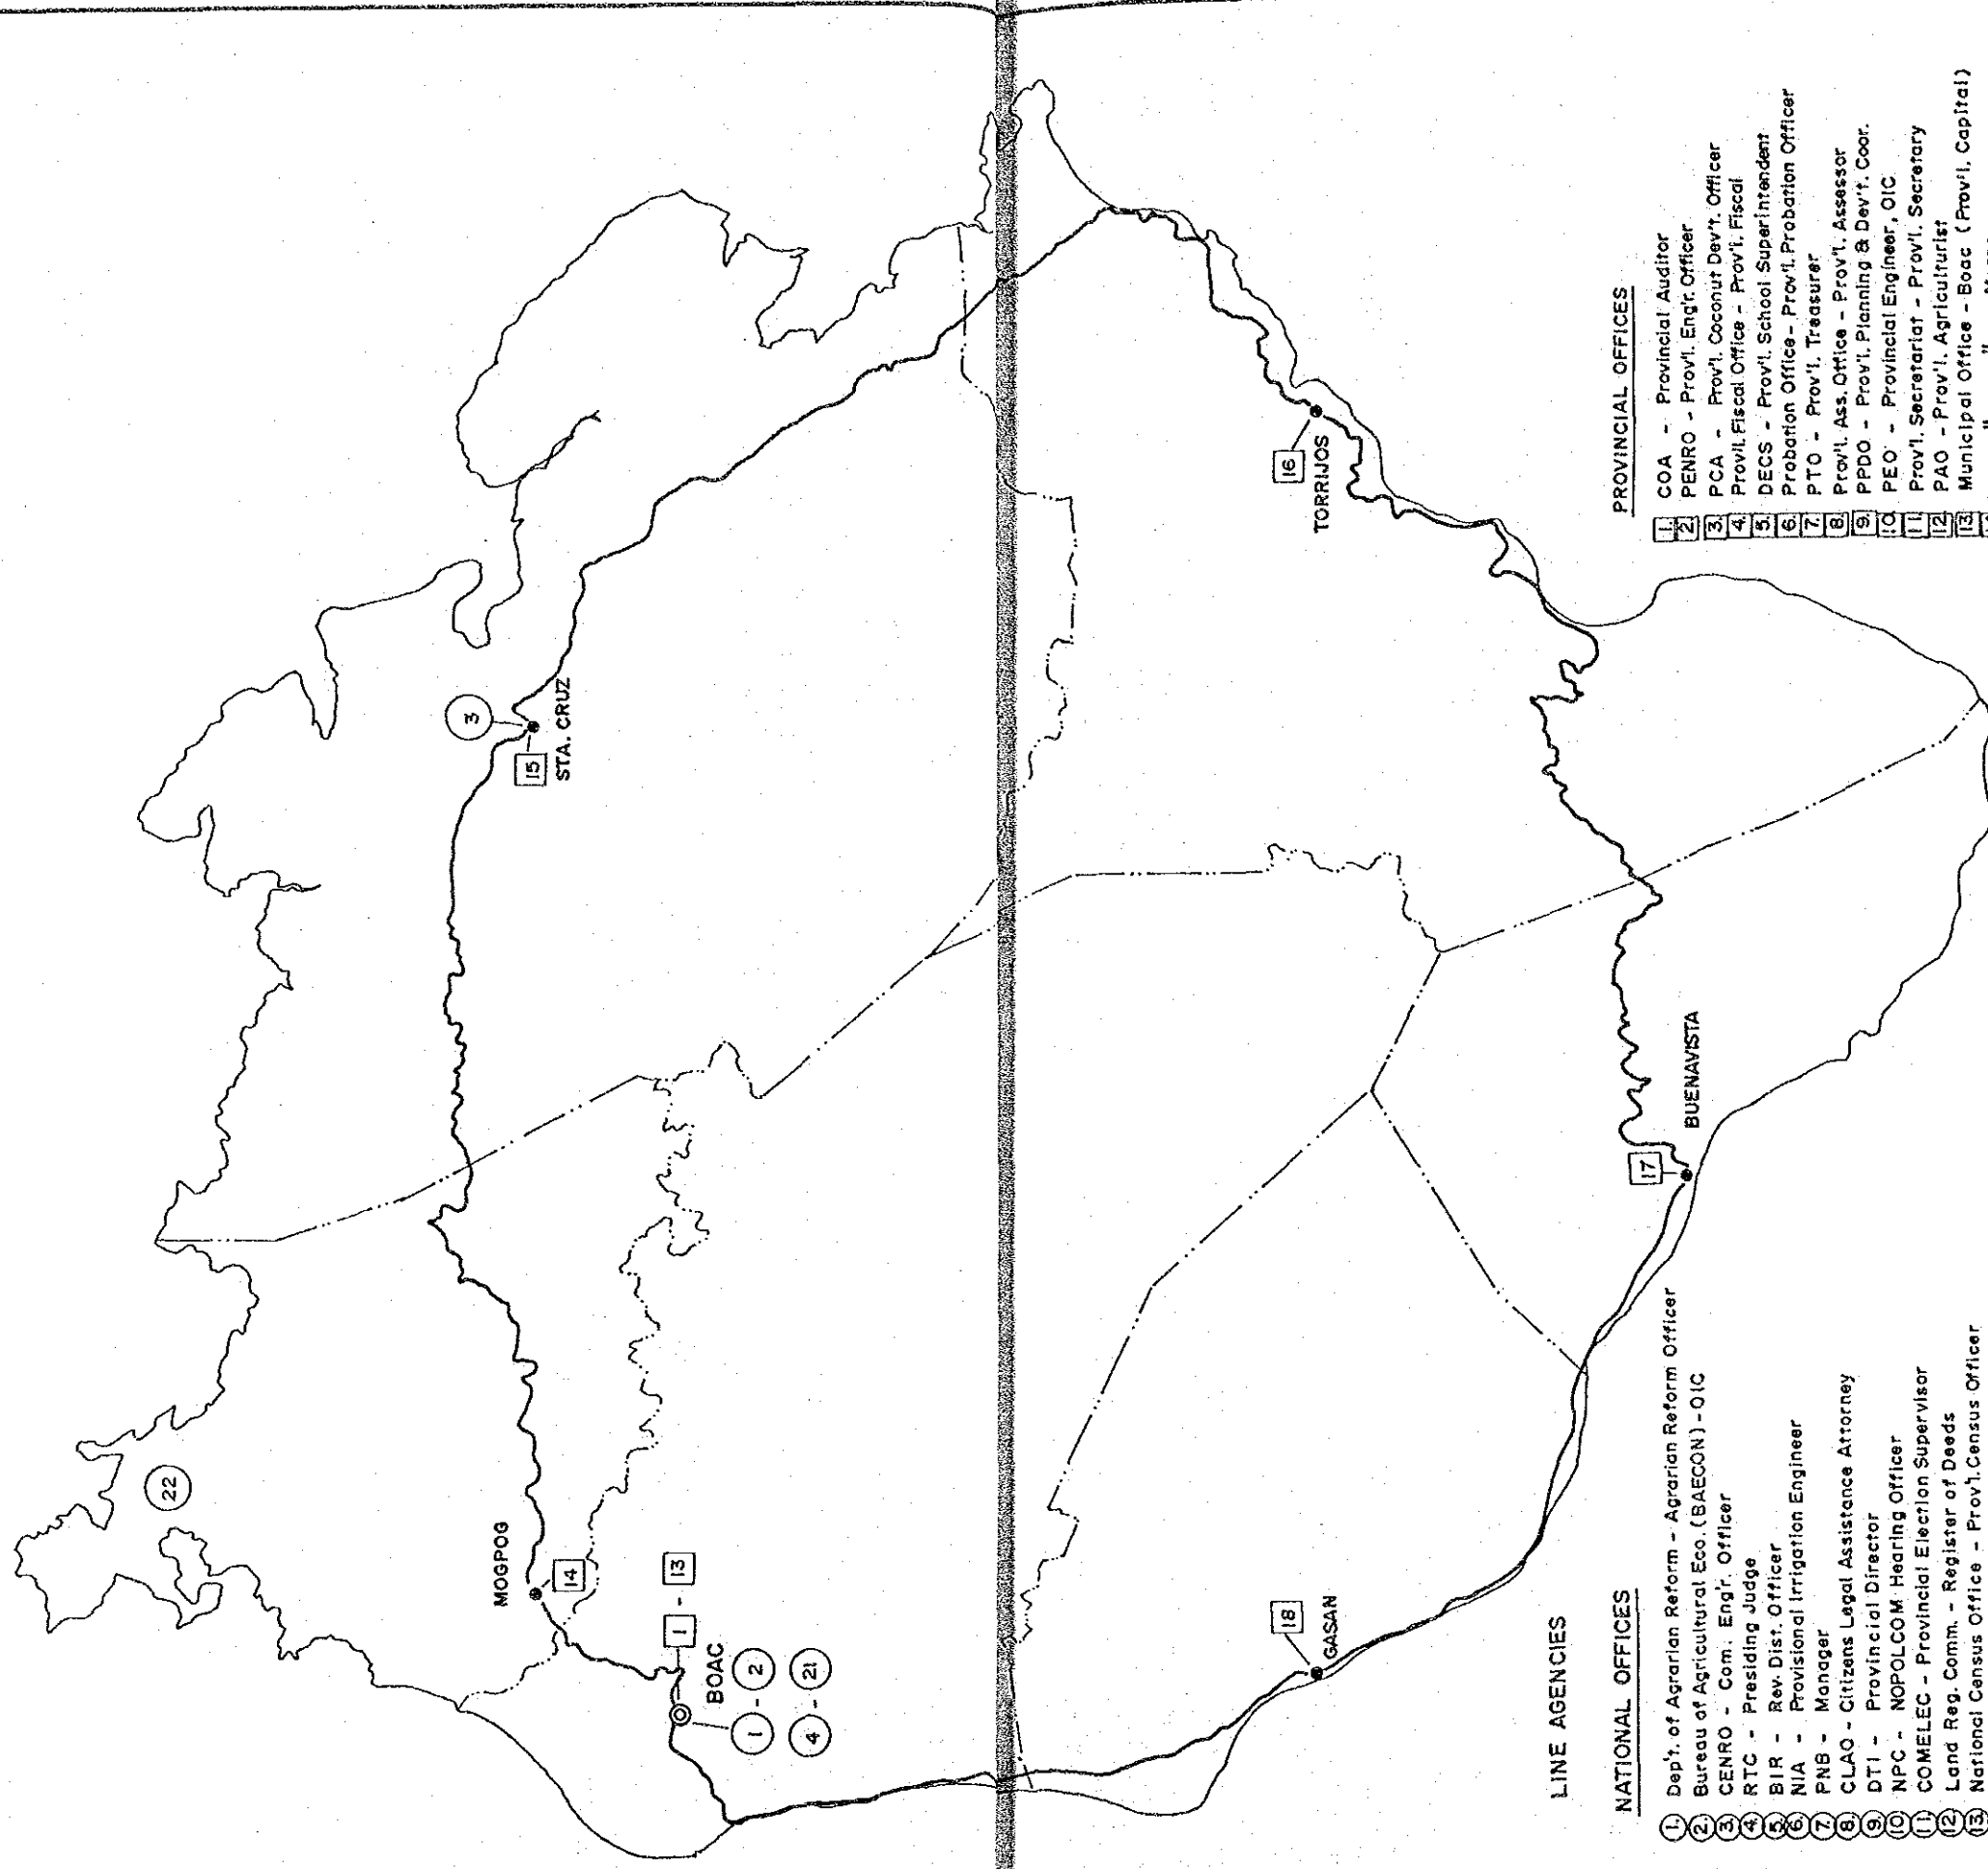 22
MOGPOG
14
1 - 13
BOAC
1 - 2
4 - 21
3
15
STA. CRUZ
16
TORRIJOS
17
BUENAVISTA
18
GASAN
LINE AGENCIES
NATIONAL OFFICES
1. Dep't. of Agrarian Reform - Agrarian Reform Officer
2. Bureau of Agricultural Eco. (BAECON) - OIC
3. CENRO - Com. Eng'r. Officer
4. RTC - Presiding Judge
5. BIR - Rev. Dist. Officer
6. NIA - Provisional Irrigation Engineer
7. PNB - Manager
8. CLAO - Citizens Legal Assistance Attorney
9. DTI - Provincial Director
10. NPC - NOPOLCOM Hearing Officer
11. COMELEC - Provincial Election Supervisor
12. Land Reg. Comm. - Register of Deeds
13. National Census Office - Prov'l. Census Officer
PROVINCIAL OFFICES
1. COA - Provincial Auditor
2. PENRO - Prov'l. Eng'r. Officer
3. PCA - Prov'l. Coconut Dev't. Officer
4. Prov'l. Fiscal Office - Prov'l. Fiscal
5. DECS - Prov'l. School Superintendent
6. Probation Office - Prov'l. Probation Officer
7. PTO - Prov'l. Treasurer
8. Prov'l. Ass. Office - Prov'l. Assessor
9. PPDO - Prov'l. Planning & Dev't. Coor.
10. PEO - Provincial Engineer, OIC
11. Prov'l. Secretariat - Prov'l. Secretary
12. PAO - Prov'l. Agriculturist
13. Municipal Office - Boac (Prov'l. Capital)